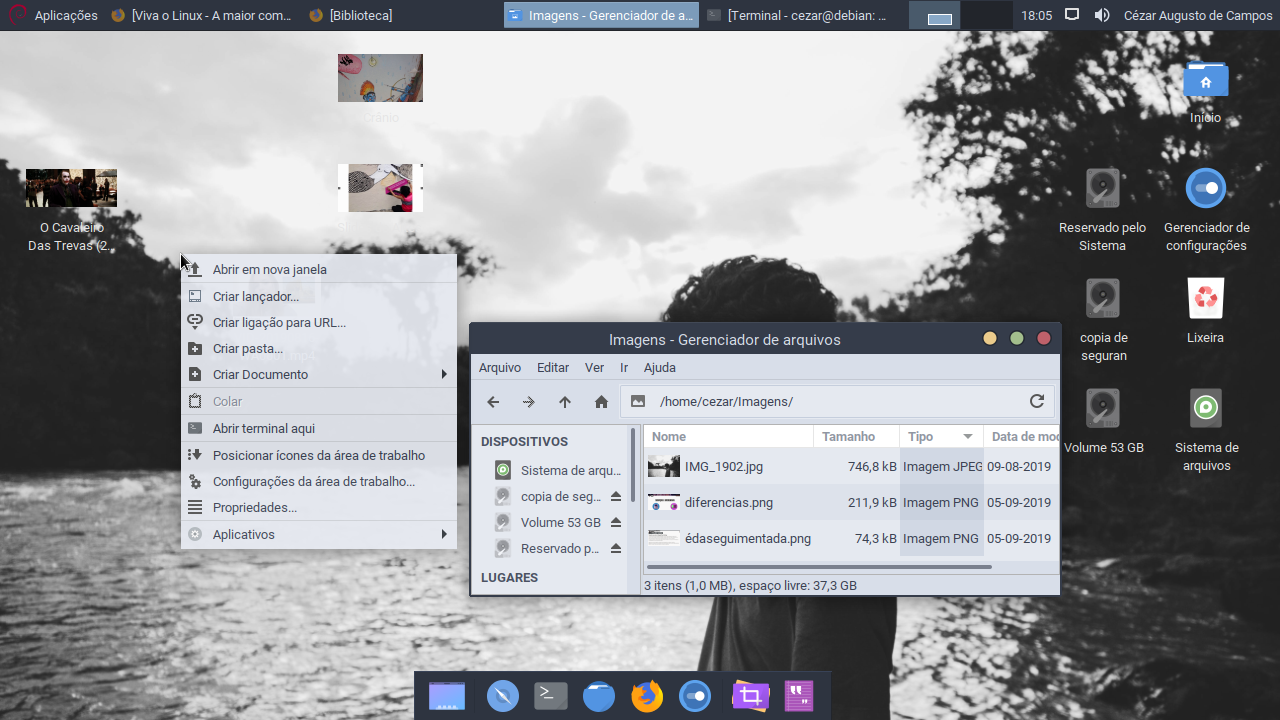 Aplicações
[Viva o Linux - A maior com...
[Biblioteca]
Imagens - Gerenciador de a...
[Terminal - cezar@debian: ...
18:05
Cézar Augusto de Campos
Crânio
O Cavaleiro
Das Trevas (2...
Início
Reservado pelo
Sistema
Gerenciador de
configurações
copia de
seguran
Lixeira
Volume 53 GB
Sistema de
arquivos
Abrir em nova janela
Criar lançador...
Criar ligação para URL...
Criar pasta...
Criar Documento
Colar
Abrir terminal aqui
Posicionar ícones da área de trabalho
Configurações da área de trabalho...
Propriedades...
Aplicativos
Imagens - Gerenciador de arquivos
Arquivo Editar Ver Ir Ajuda
/home/cezar/Imagens/
DISPOSITIVOS
Sistema de arqu...
copia de seg...
Volume 53 GB
Reservado p...
LUGARES
Nome Tamanho Tipo Data de mod
IMG_1902.jpg 746,8 kB Imagem JPEG 09-08-2019
diferencias.png 211,9 kB Imagem PNG 05-09-2019
édaseguimentada.png 74,3 kB Imagem PNG 05-09-2019
3 itens (1,0 MB), espaço livre: 37,3 GB